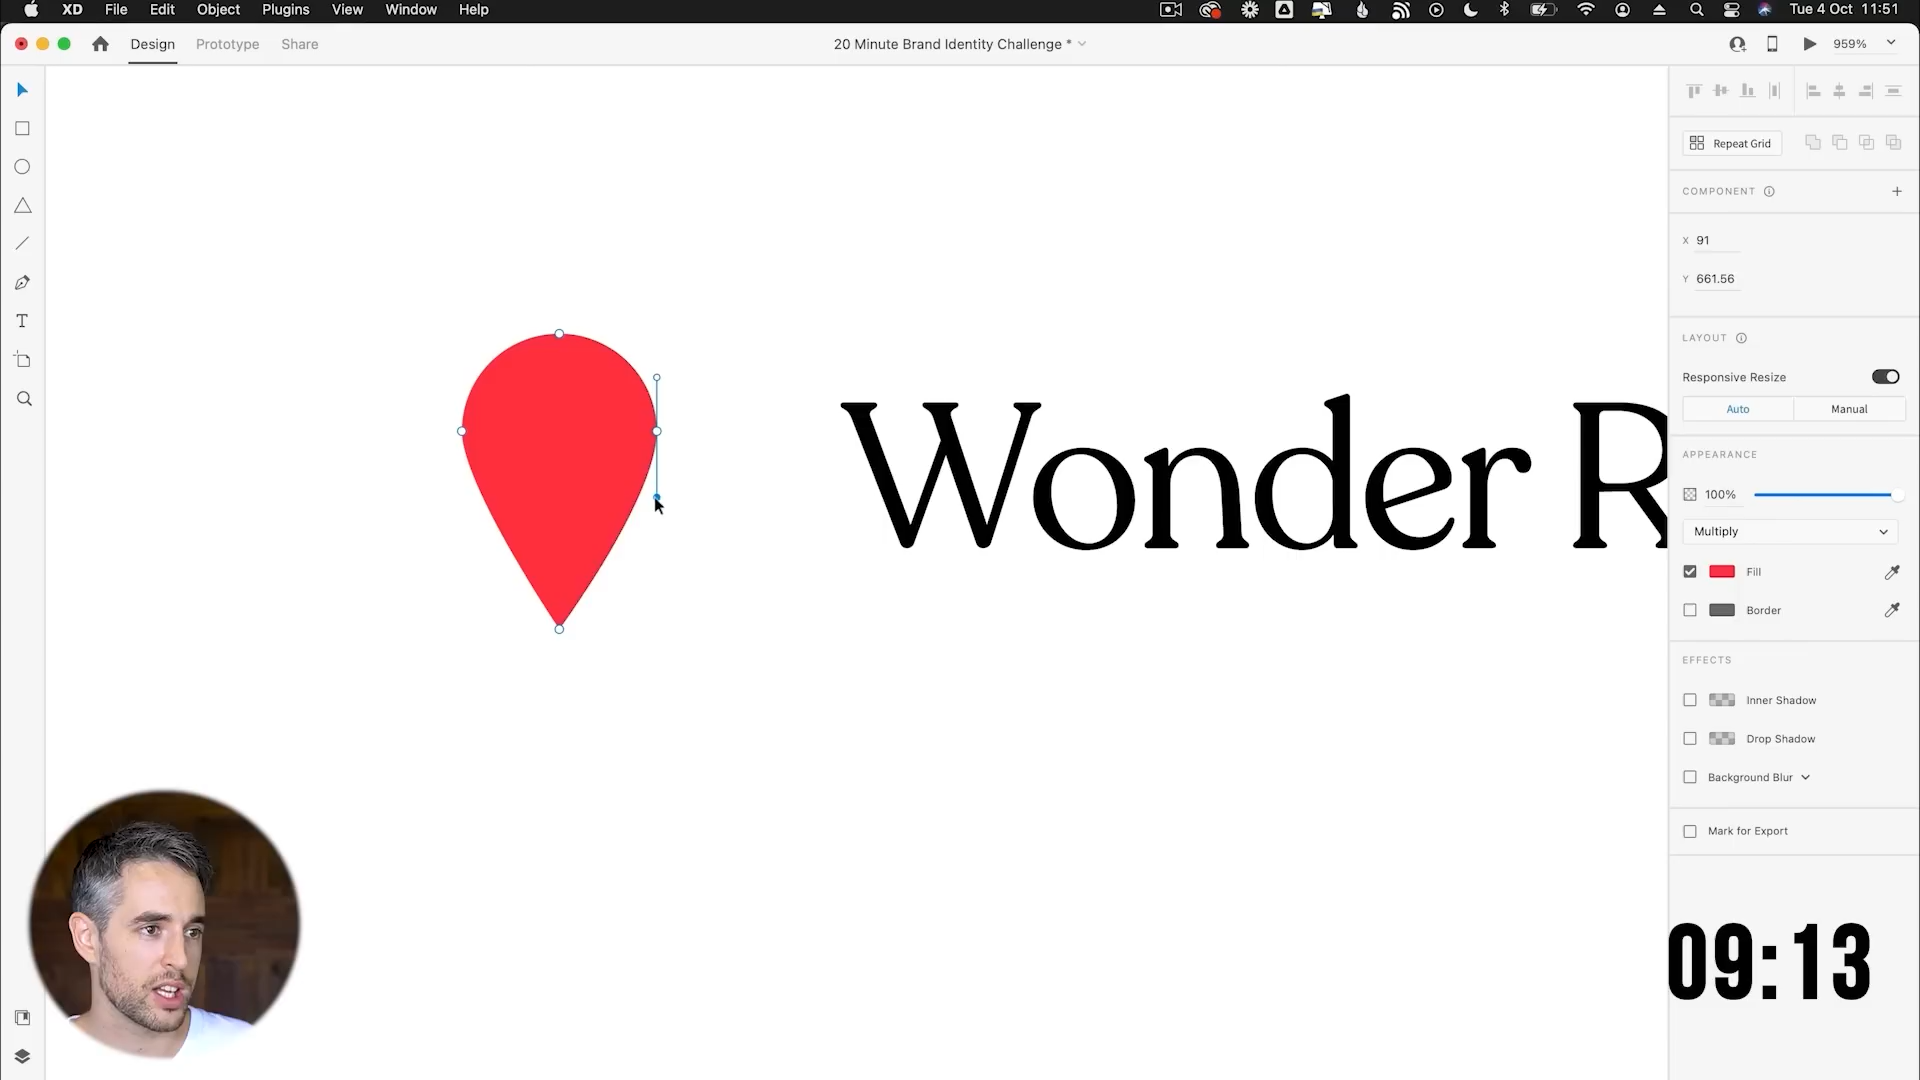 XD File Edit Object Plugins View Window Help Tue 4 Oct 11:51
Design Prototype Share 20 Minute Brand Identity Challenge * 959%
Repeat Grid
COMPONENT
X 91
Y 661.56
LAYOUT
Responsive Resize
Auto Manual
Wonder R
APPEARANCE
100%
Multiply
Fill
Border
EFFECTS
Inner Shadow
Drop Shadow
Background Blur
Mark for Export
09:13